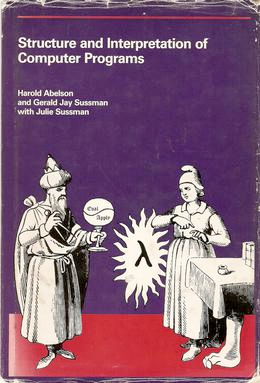 Structure and Interpretation of
Computer Programs
Harold Abelson
and Gerald Jay Sussman
with Julie Sussman
Eval
Apply
λ